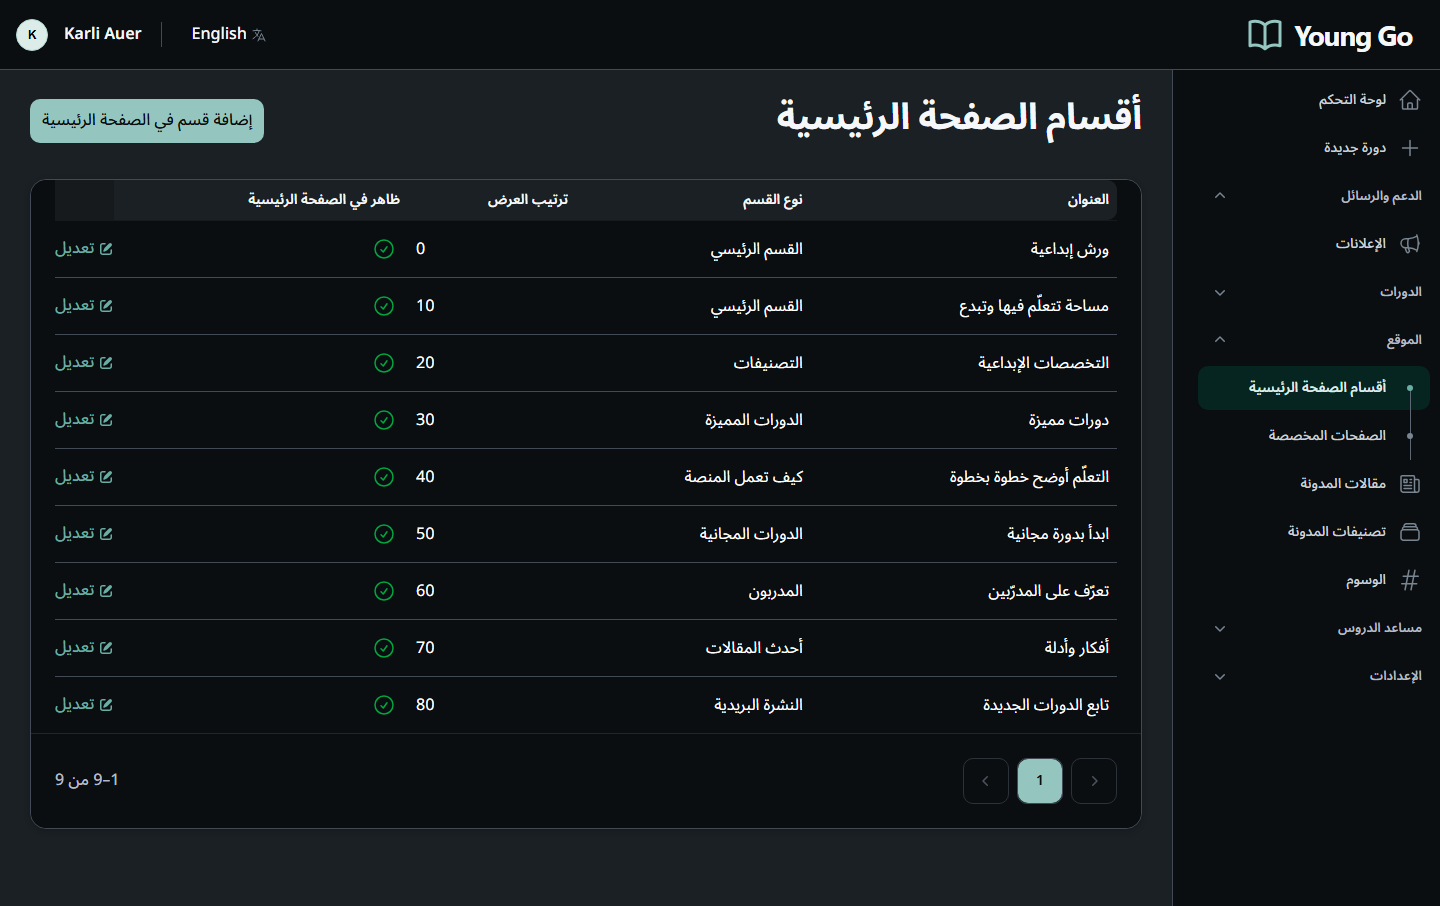 Young Go
English
Karli Auer
K
لوحة التحكم
دورة جديدة
الدعم والرسائل
الإعلانات
الدورات
الموقع
أقسام الصفحة الرئيسية
الصفحات المخصصة
مقالات المدونة
تصنيفات المدونة
الوسوم
مساعد الدروس
الإعدادات
أقسام الصفحة الرئيسية
إضافة قسم في الصفحة الرئيسية
العنوان نوع القسم ترتيب العرض ظاهر في الصفحة الرئيسية
ورش إبداعية القسم الرئيسي 0 تعديل
مساحة تتعلّم فيها وتبدع القسم الرئيسي 10 تعديل
التخصصات الإبداعية التصنيفات 20 تعديل
دورات مميزة الدورات المميزة 30 تعديل
التعلّم أوضح خطوة بخطوة كيف تعمل المنصة 40 تعديل
ابدأ بدورة مجانية الدورات المجانية 50 تعديل
تعرّف على المدرّبين المدربون 60 تعديل
أفكار وأدلة أحدث المقالات 70 تعديل
تابع الدورات الجديدة النشرة البريدية 80 تعديل
1
1–9 من 9